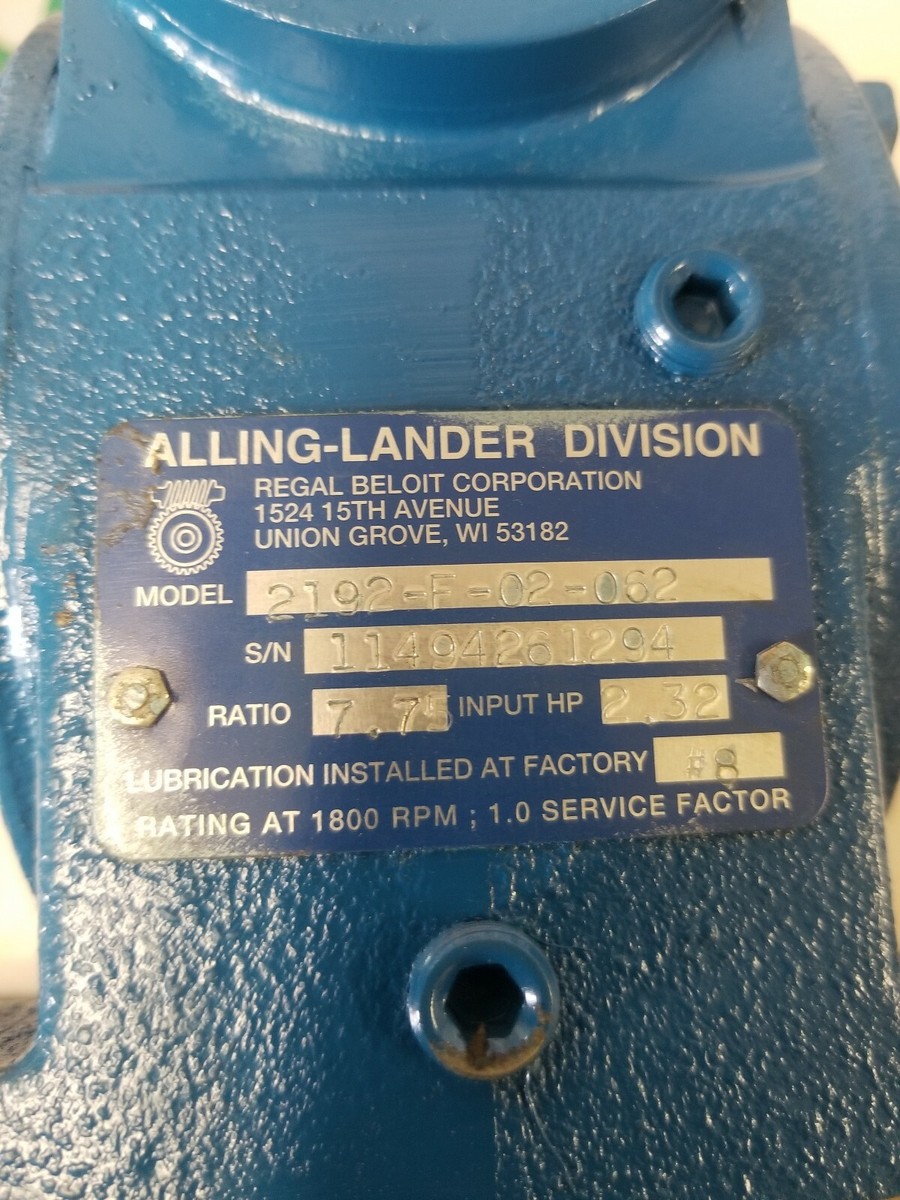 ALLING-LANDER DIVISION
REGAL BELOIT CORPORATION
1524 15TH AVENUE
UNION GROVE, WI 53182
MODEL 2192-F-02-062
S/N 11494261294
RATIO 7.75 INPUT HP 2.32
LUBRICATION INSTALLED AT FACTORY #8
RATING AT 1800 RPM ; 1.0 SERVICE FACTOR